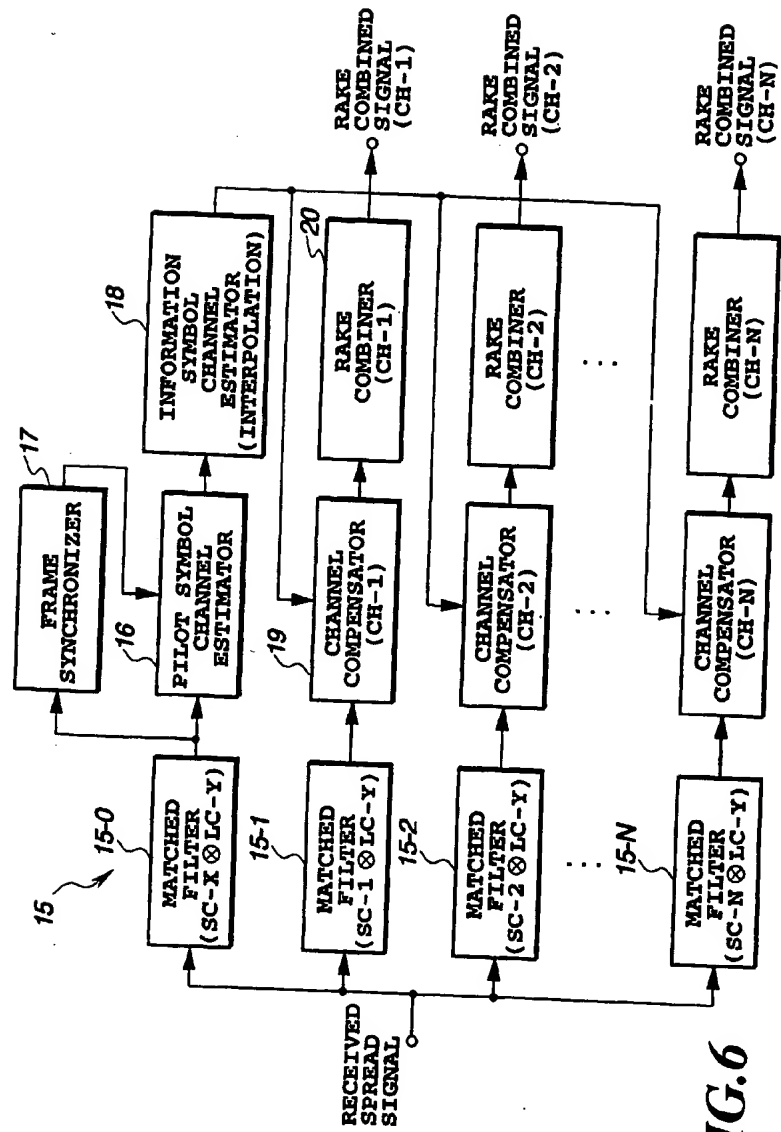 17
FRAME
SYNCHRONIZER
18
INFORMATION
SYMBOL
CHANNEL
ESTIMATOR
(INTERPOLATION)
16
PILOT SYMBOL
CHANNEL
ESTIMATOR
15
15-0
MATCHED
FILTER
(SC-X⊗LC-Y)
15-1
MATCHED
FILTER
(SC-1⊗LC-Y)
19
CHANNEL
COMPENSATOR
(CH-1)
20
RAKE
COMBINER
(CH-1)
RAKE
COMBINED
SIGNAL
(CH-1)
RECEIVED
SPREAD
SIGNAL
15-2
MATCHED
FILTER
(SC-2⊗LC-Y)
CHANNEL
COMPENSATOR
(CH-2)
RAKE
COMBINER
(CH-2)
RAKE
COMBINED
SIGNAL
(CH-2)
...
...
...
15-N
MATCHED
FILTER
(SC-N⊗LC-Y)
CHANNEL
COMPENSATOR
(CH-N)
RAKE
COMBINER
(CH-N)
RAKE
COMBINED
SIGNAL
(CH-N)
IG.6